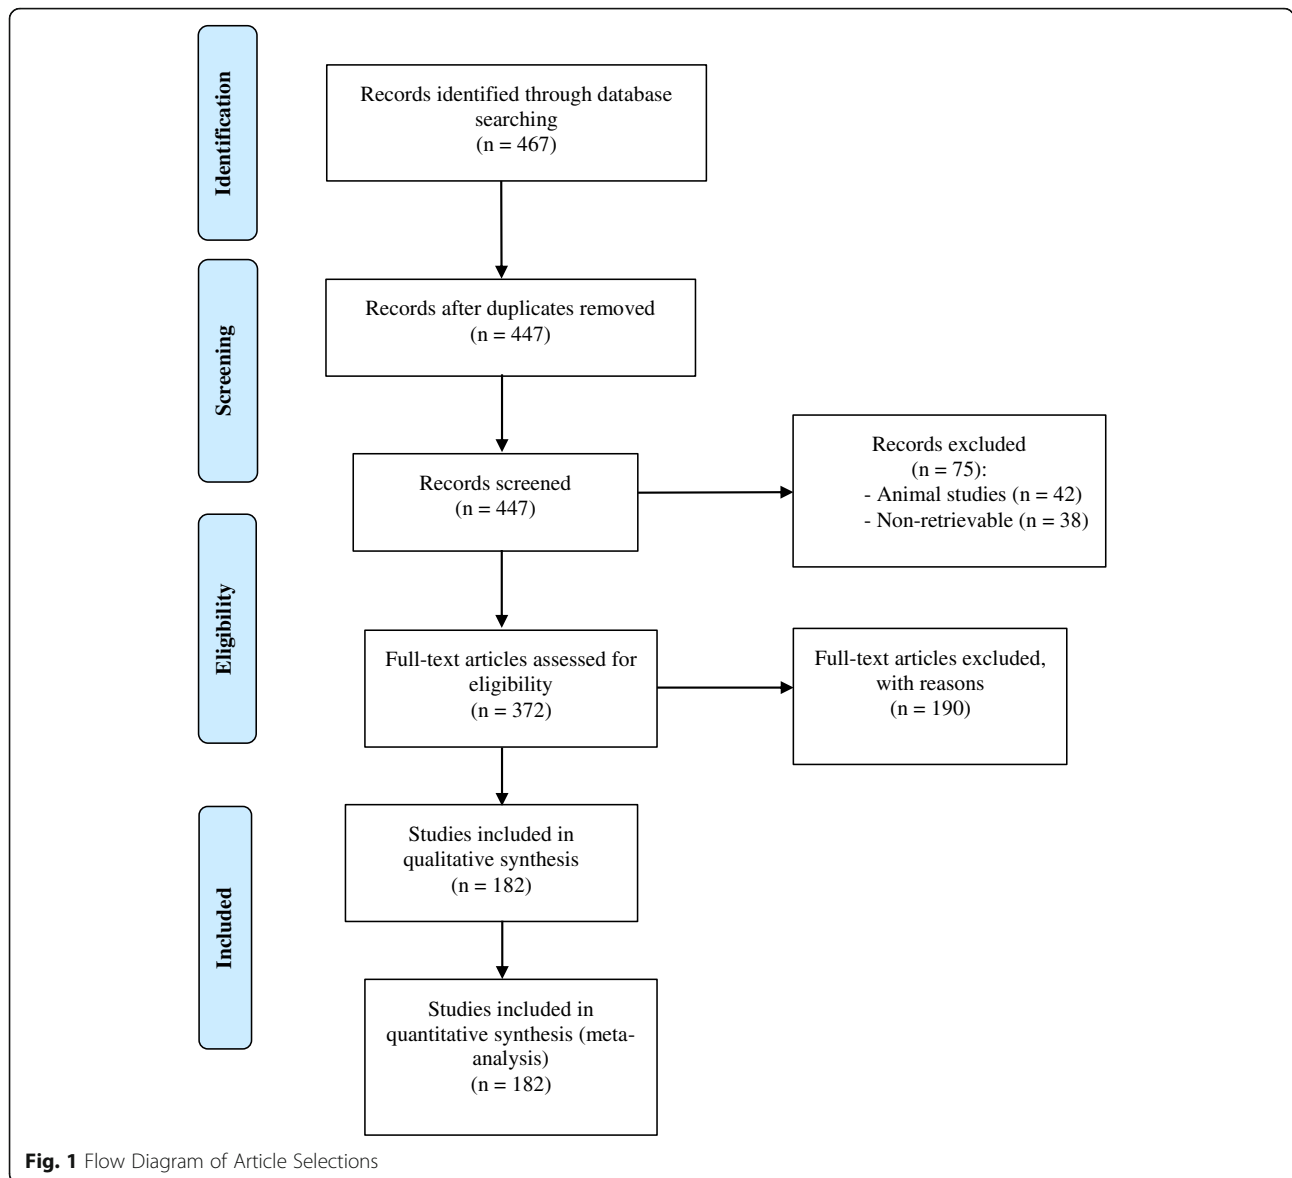 Identification
Records identified through database
searching
(n = 467)
Screening
Records after duplicates removed
(n = 447)
Records screened
(n = 447)
Records excluded
(n = 75):
- Animal studies (n = 42)
- Non-retrievable (n = 38)
Eligibility
Full-text articles assessed for
eligibility
(n = 372)
Full-text articles excluded,
with reasons
(n = 190)
Included
Studies included in
qualitative synthesis
(n = 182)
Studies included in
quantitative synthesis (meta-
analysis)
(n = 182)
Fig. 1 Flow Diagram of Article Selections